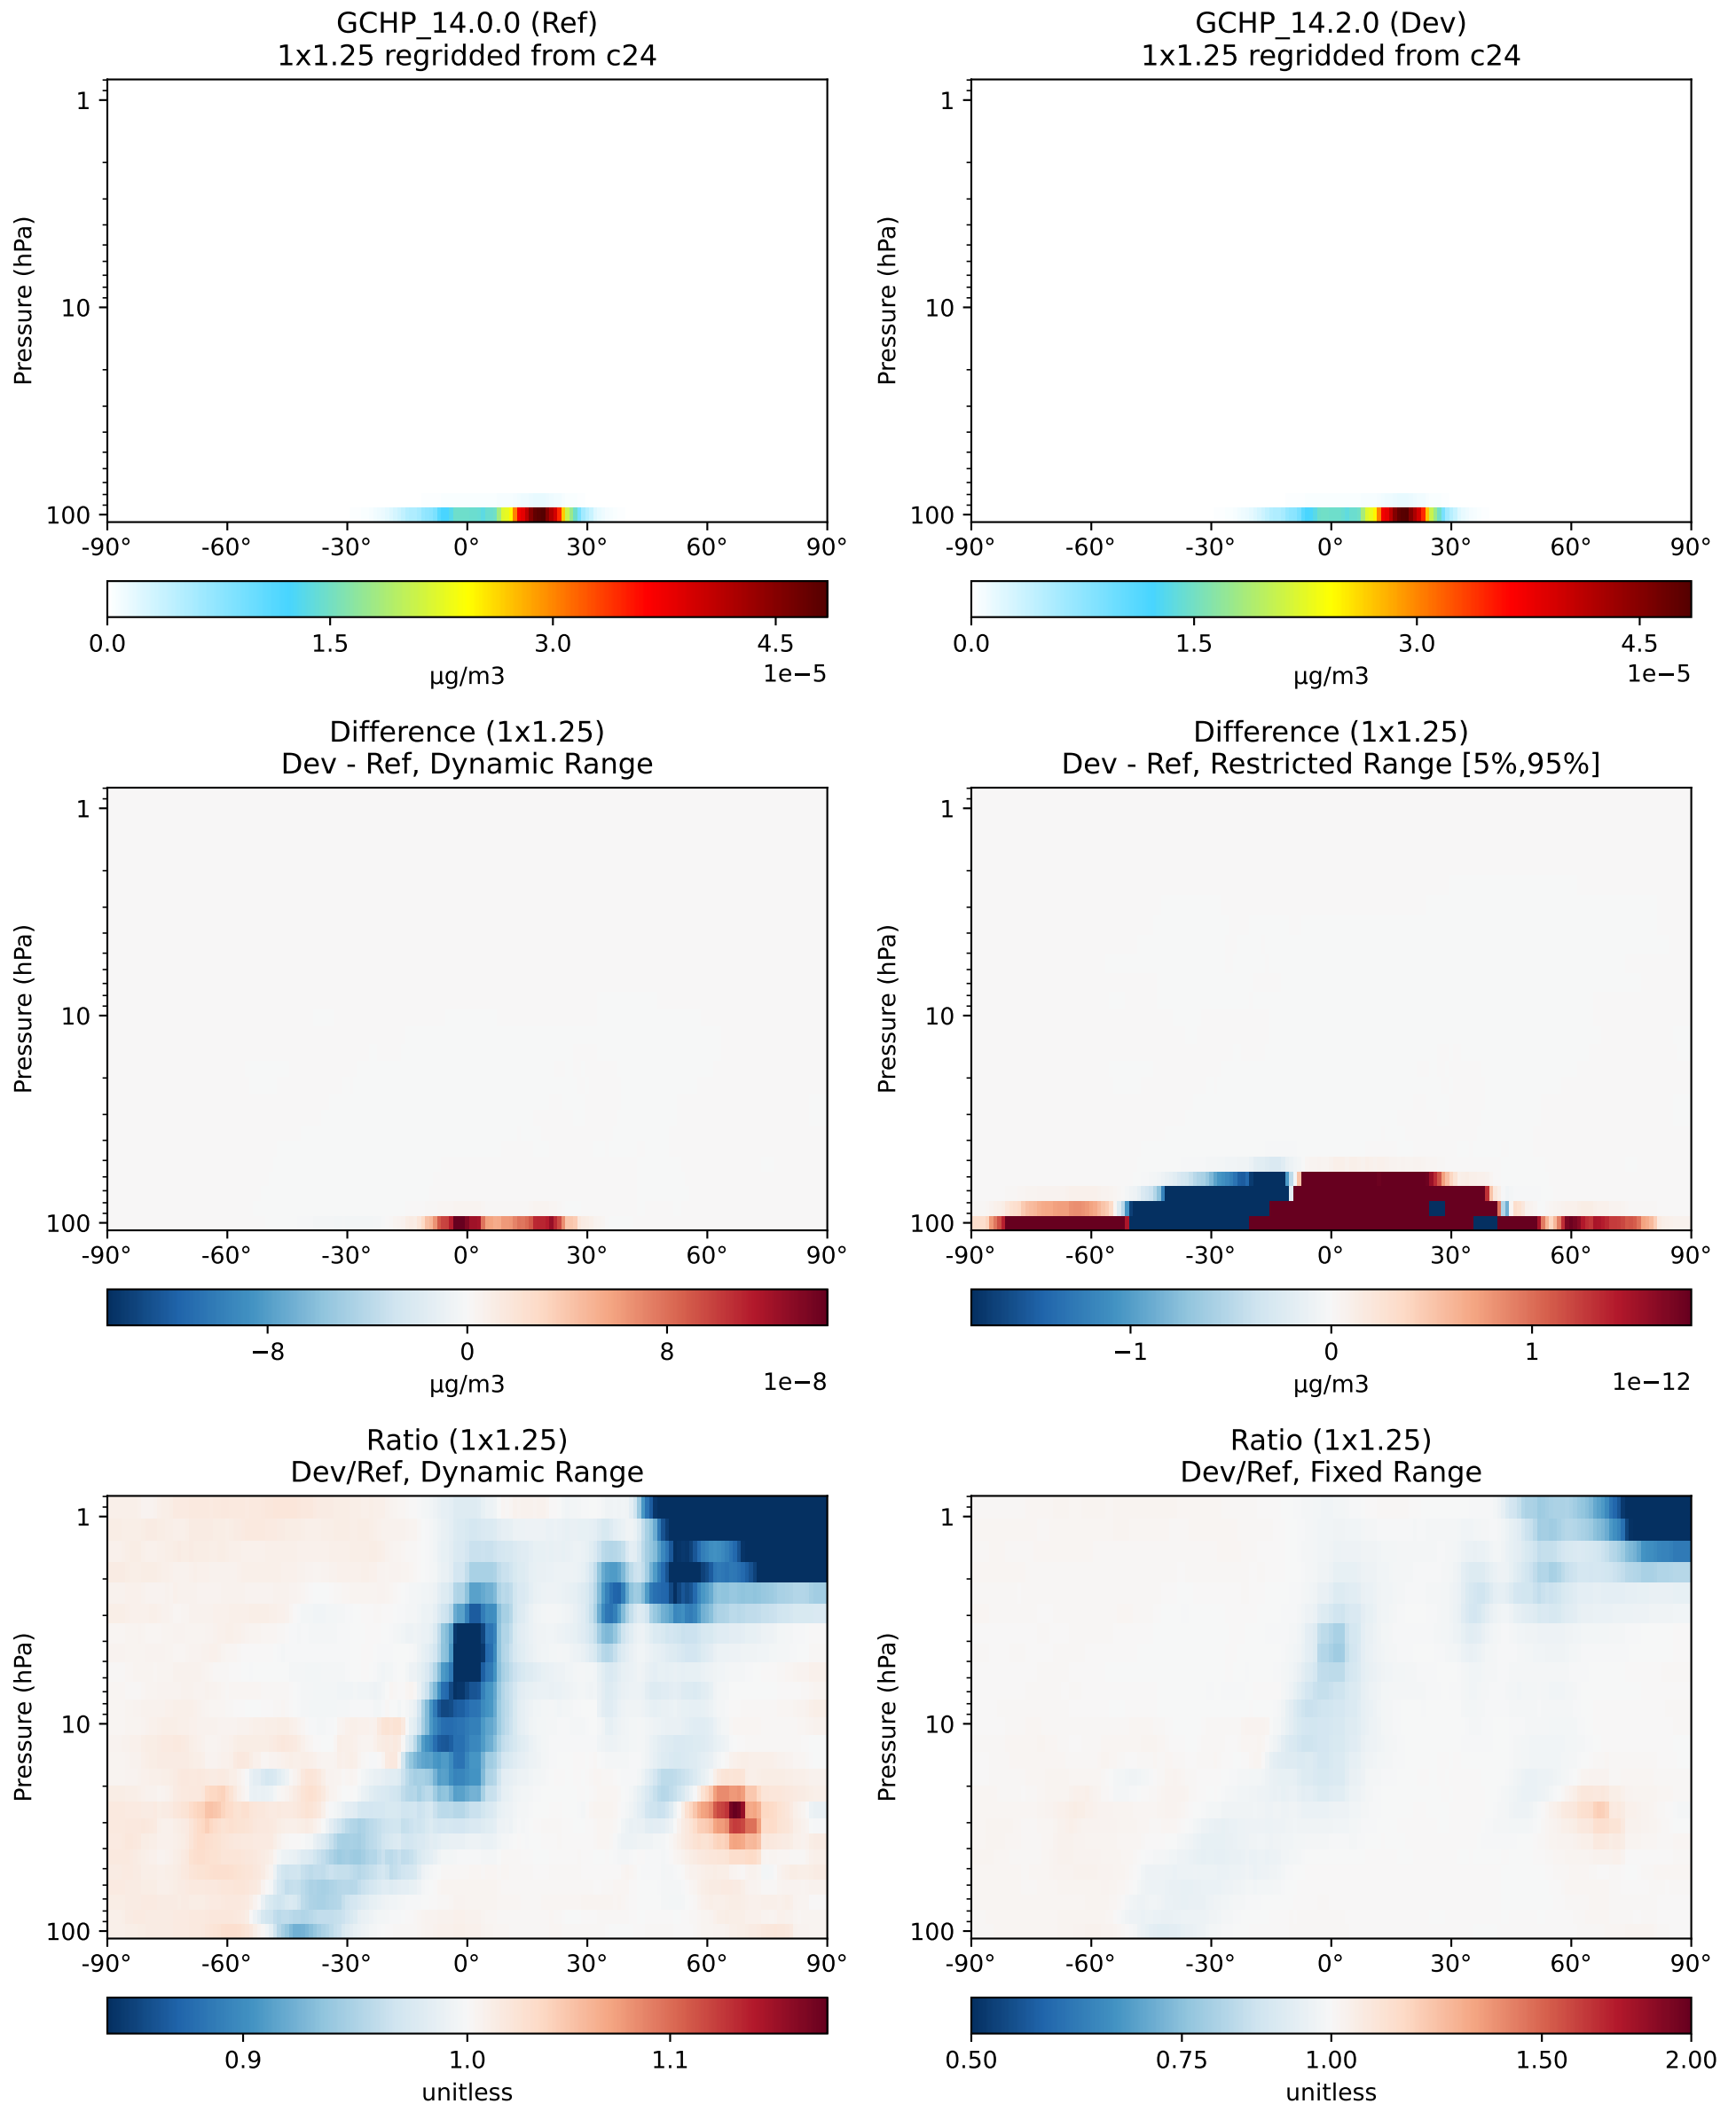 GCHP_14.0.0 (Ref)
1x1.25 regridded from c24
1
10
100
Pressure (hPa)
-90° -60° -30° 0° 30° 60° 90°
0.0 1.5 3.0 4.5
µg/m3 1e−5
GCHP_14.2.0 (Dev)
1x1.25 regridded from c24
1
10
100
Pressure (hPa)
-90° -60° -30° 0° 30° 60° 90°
0.0 1.5 3.0 4.5
µg/m3 1e−5
Difference (1x1.25)
Dev - Ref, Dynamic Range
1
10
100
Pressure (hPa)
-90° -60° -30° 0° 30° 60° 90°
−8 0 8
µg/m3 1e−8
Difference (1x1.25)
Dev - Ref, Restricted Range [5%,95%]
1
10
100
Pressure (hPa)
-90° -60° -30° 0° 30° 60° 90°
−1 0 1
µg/m3 1e−12
Ratio (1x1.25)
Dev/Ref, Dynamic Range
1
10
100
Pressure (hPa)
-90° -60° -30° 0° 30° 60° 90°
0.9 1.0 1.1
unitless
Ratio (1x1.25)
Dev/Ref, Fixed Range
1
10
100
Pressure (hPa)
-90° -60° -30° 0° 30° 60° 90°
0.50 0.75 1.00 1.50 2.00
unitless